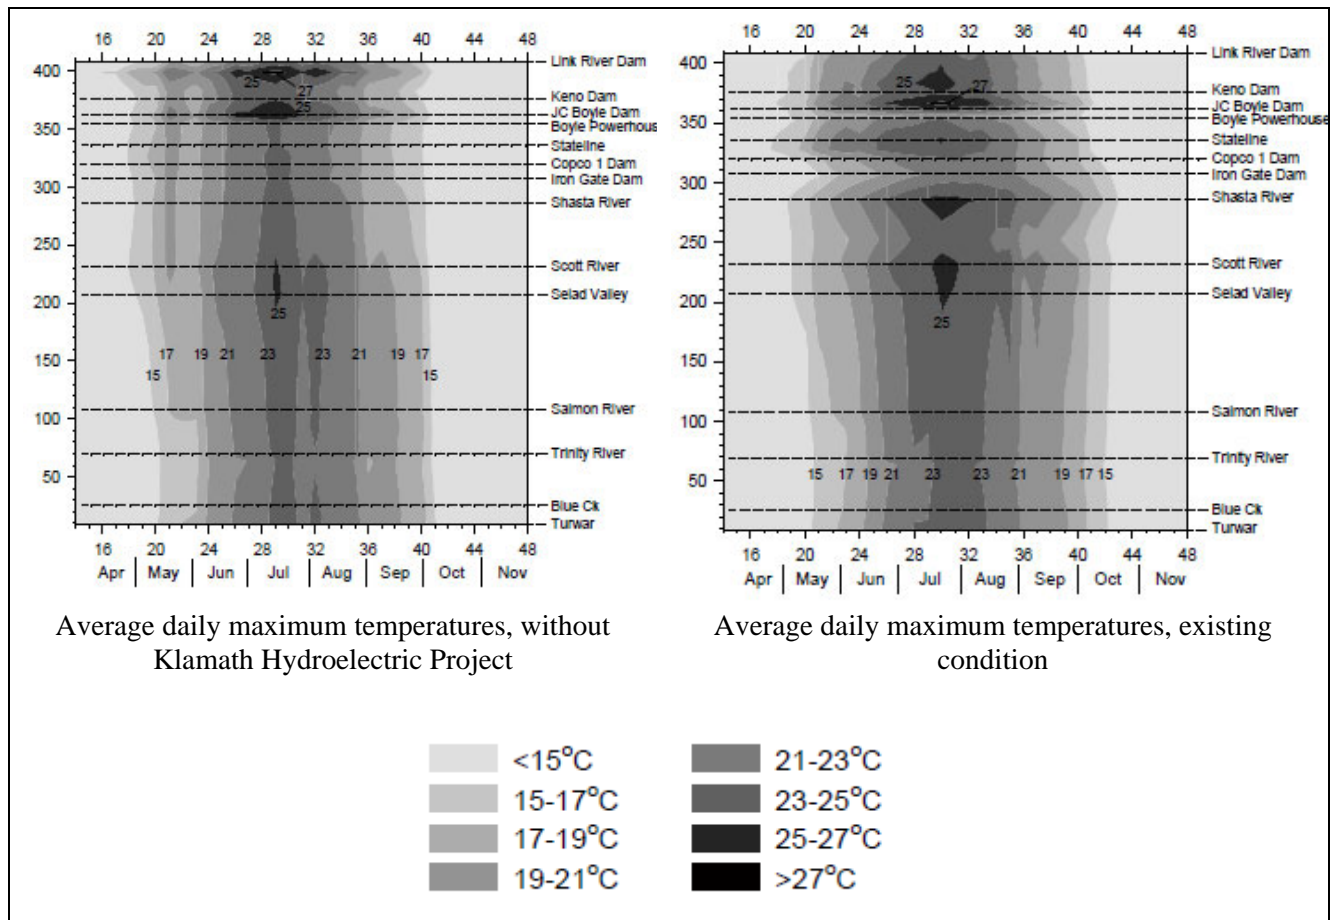 16 20 24 28 32 36 40 44 48
400
350
300
250
200
150
100
50
Link River Dam
Keno Dam
JC Boyle Dam
Boyle Powerhous
Stateline
Copco 1 Dam
Iron Gate Dam
Shasta River
Scott River
Seiad Valley
Salmon River
Trinity River
Blue Ck
Turwar
25
27
25
25
17 19 21 23 23 21 19 17
15 15
16 20 24 28 32 36 40 44 48
Apr May Jun Jul Aug Sep Oct Nov
Average daily maximum temperatures, without
Klamath Hydroelectric Project
16 20 24 28 32 36 40 44 48
400
350
300
250
200
150
100
50
Link River Dam
Keno Dam
JC Boyle Dam
Boyle Powerhouse
Stateline
Copco 1 Dam
Iron Gate Dam
Shasta River
Scott River
Seiad Valley
Salmon River
Trinity River
Blue Ck
Turwar
25
27
25
15 17 19 21 23 23 21 19 17 15
16 20 24 28 32 36 40 44 48
Apr May Jun Jul Aug Sep Oct Nov
Average daily maximum temperatures, existing
condition
<15°C
15-17°C
17-19°C
19-21°C
21-23°C
23-25°C
25-27°C
>27°C